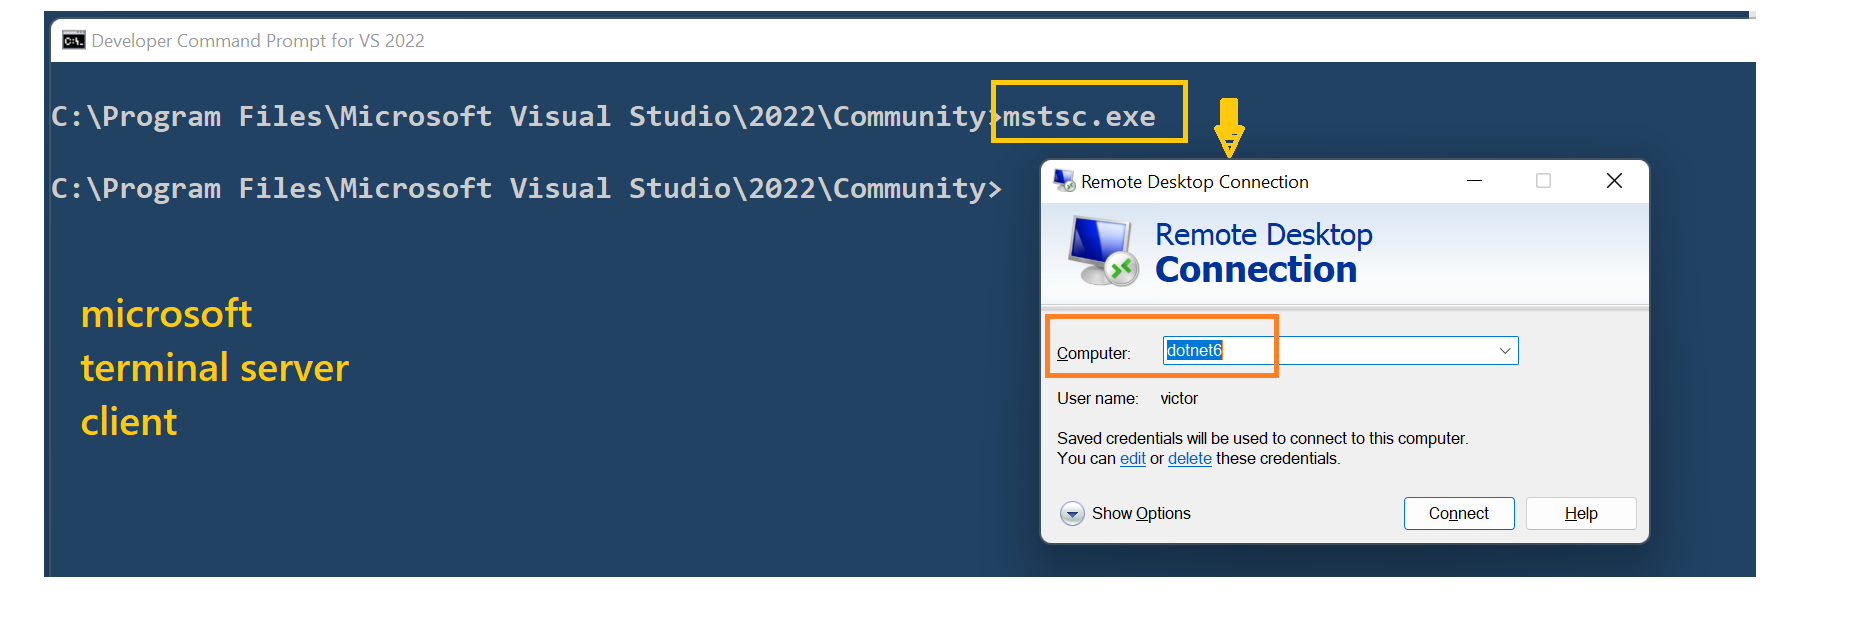 Developer Command Prompt for VS 2022
C:\Program Files\Microsoft Visual Studio\2022\Community>mstsc.exe
C:\Program Files\Microsoft Visual Studio\2022\Community>
microsoft
terminal server
client
Remote Desktop Connection
Remote Desktop
Connection
Computer: dotnet6
User name: victor
Saved credentials will be used to connect to this computer.
You can edit or delete these credentials.
Show Options
Connect
Help